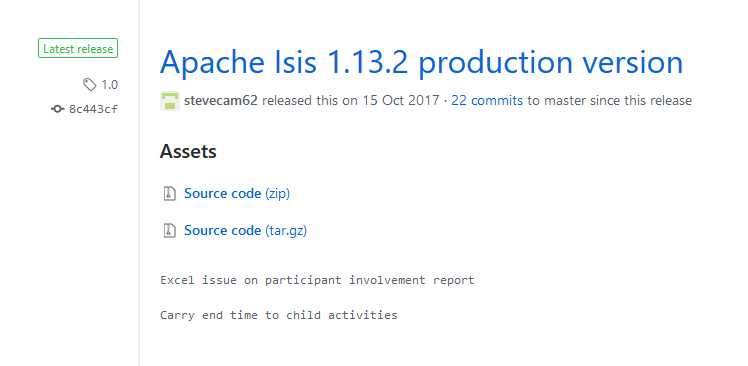 Latest release
1.0
8c443cf
Apache Isis 1.13.2 production version
stevecam62 released this on 15 Oct 2017 · 22 commits to master since this release
Assets
Source code (zip)
Source code (tar.gz)
Excel issue on participant involvement report
Carry end time to child activities